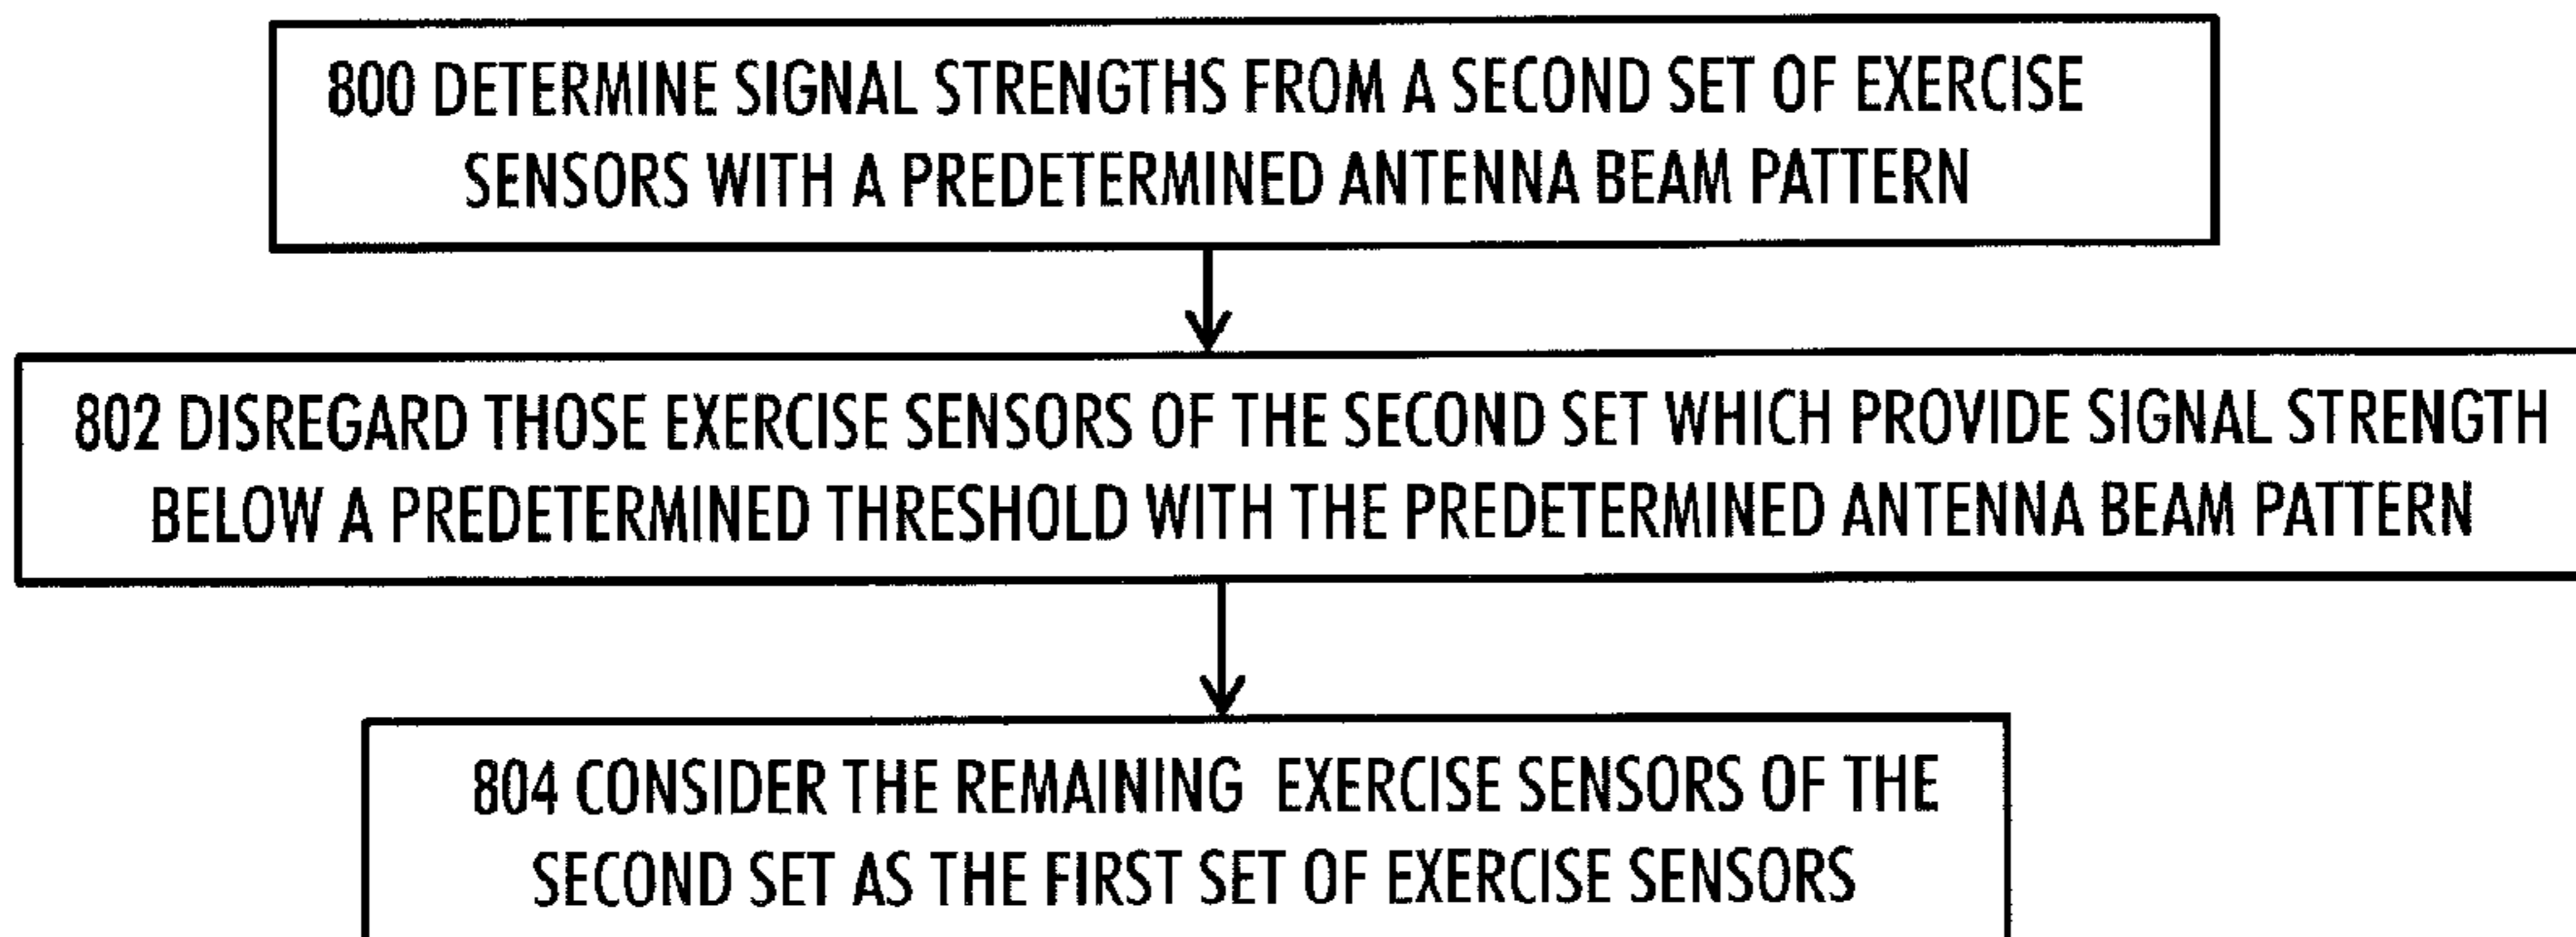 800 DETERMINE SIGNAL STRENGTHS FROM A SECOND SET OF EXERCISE
SENSORS WITH A PREDETERMINED ANTENNA BEAM PATTERN
802 DISREGARD THOSE EXERCISE SENSORS OF THE SECOND SET WHICH PROVIDE SIGNAL STRENGTH
BELOW A PREDETERMINED THRESHOLD WITH THE PREDETERMINED ANTENNA BEAM PATTERN
804 CONSIDER THE REMAINING EXERCISE SENSORS OF THE
SECOND SET AS THE FIRST SET OF EXERCISE SENSORS